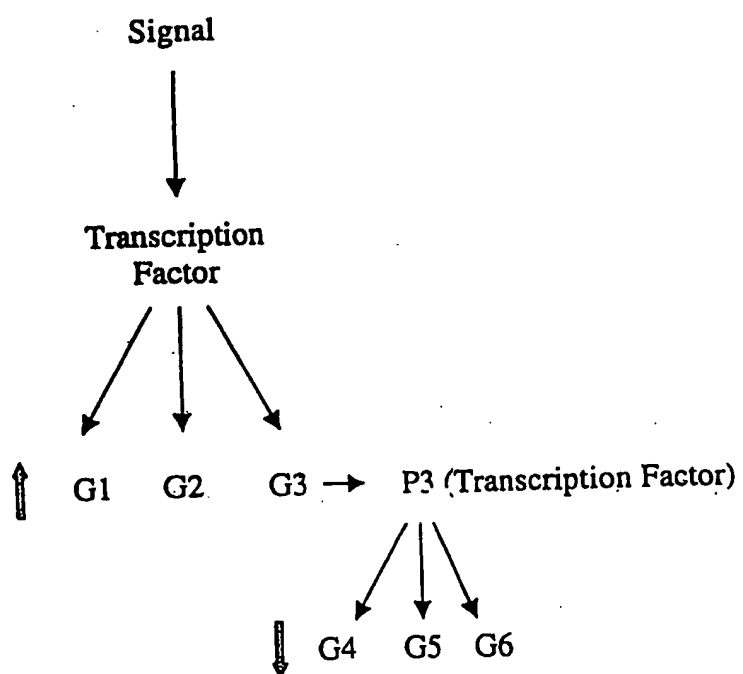 Signal
Transcription
Factor
G1 G2 G3 → P3 (Transcription Factor)
G4 G5 G6